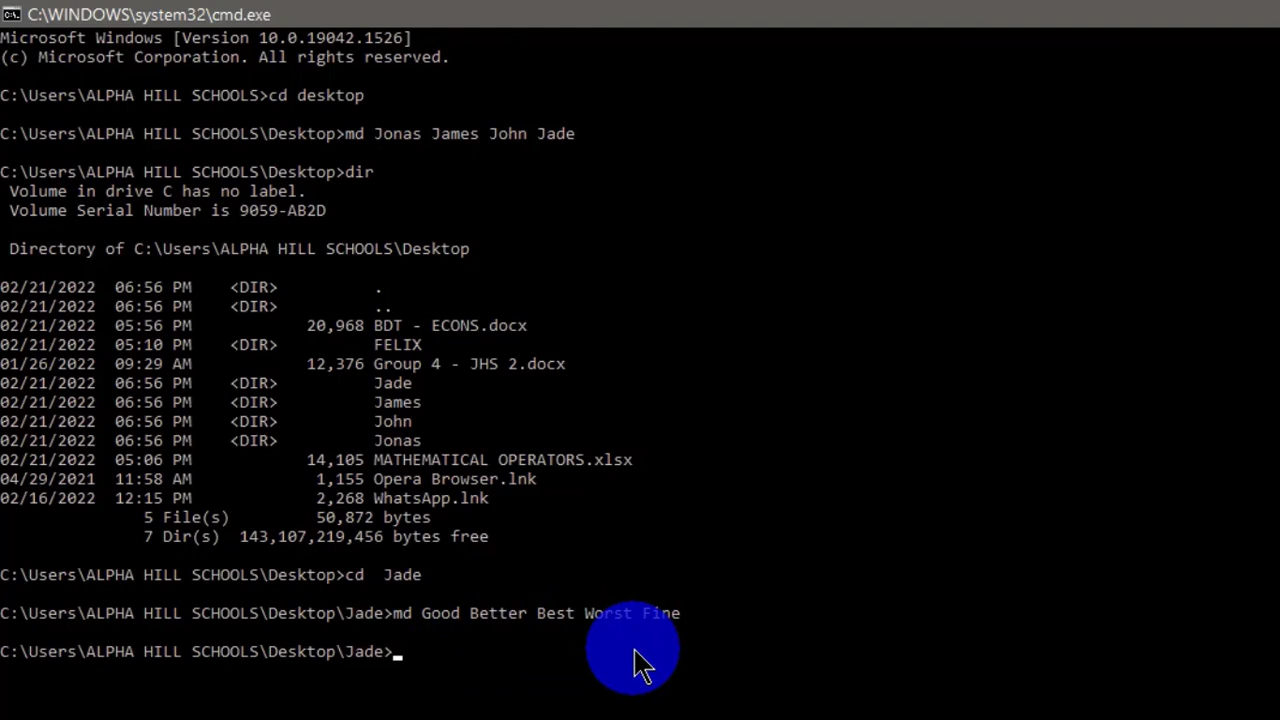 C:\WINDOWS\system32\cmd.exe
Microsoft Windows [Version 10.0.19042.1526]
(c) Microsoft Corporation. All rights reserved.
C:\Users\ALPHA HILL SCHOOLS>cd desktop
C:\Users\ALPHA HILL SCHOOLS\Desktop>md Jonas James John Jade
C:\Users\ALPHA HILL SCHOOLS\Desktop>dir
Volume in drive C has no label.
Volume Serial Number is 9059-AB2D
Directory of C:\Users\ALPHA HILL SCHOOLS\Desktop
02/21/2022  06:56 PM    <DIR>          .
02/21/2022  06:56 PM    <DIR>          ..
02/21/2022  05:56 PM            20,968 BDT - ECONS.docx
02/21/2022  05:10 PM    <DIR>          FELIX
01/26/2022  09:29 AM            12,376 Group 4 - JHS 2.docx
02/21/2022  06:56 PM    <DIR>          Jade
02/21/2022  06:56 PM    <DIR>          James
02/21/2022  06:56 PM    <DIR>          John
02/21/2022  06:56 PM    <DIR>          Jonas
02/21/2022  05:06 PM            14,105 MATHEMATICAL OPERATORS.xlsx
04/29/2021  11:58 AM             1,155 Opera Browser.lnk
02/16/2022  12:15 PM             2,268 WhatsApp.lnk
5 File(s)         50,872 bytes
7 Dir(s)  143,107,219,456 bytes free
C:\Users\ALPHA HILL SCHOOLS\Desktop>cd  Jade
C:\Users\ALPHA HILL SCHOOLS\Desktop\Jade>md Good Better Best Worst Fine
C:\Users\ALPHA HILL SCHOOLS\Desktop\Jade>